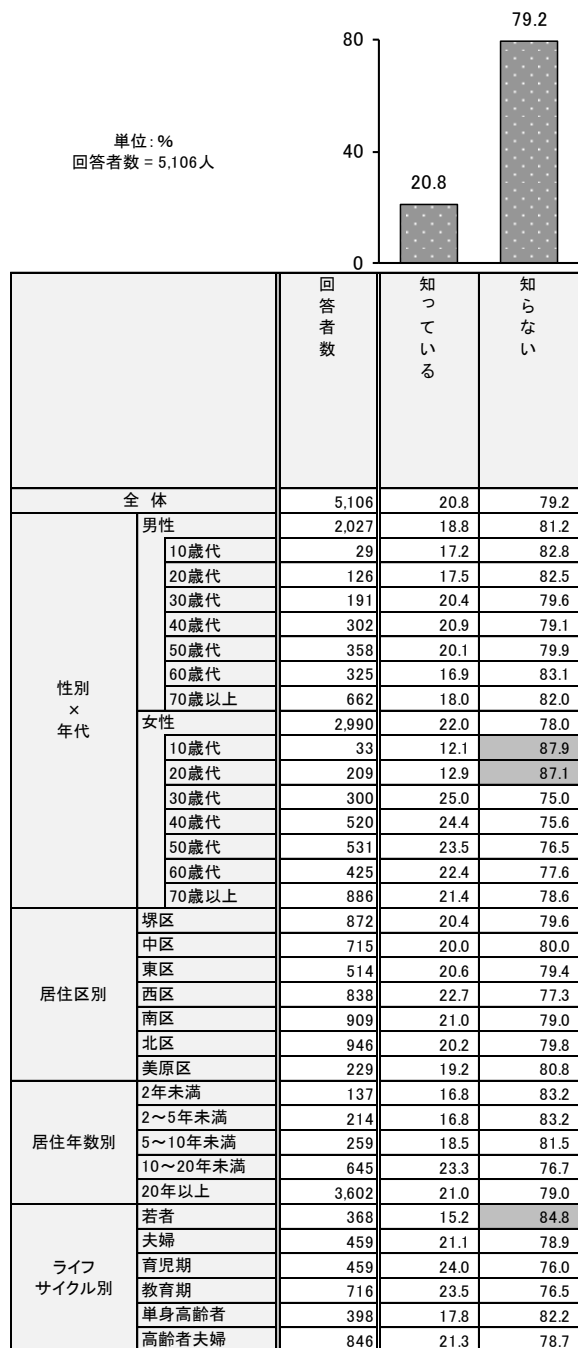 79.2
80
単位：％
回答者数 = 5,106人
40
20.8
0
回答者数 知っている 知らない
全 体 5,106 20.8 79.2
性別
×
年代
男性 2,027 18.8 81.2
10歳代 29 17.2 82.8
20歳代 126 17.5 82.5
30歳代 191 20.4 79.6
40歳代 302 20.9 79.1
50歳代 358 20.1 79.9
60歳代 325 16.9 83.1
70歳以上 662 18.0 82.0
女性 2,990 22.0 78.0
10歳代 33 12.1 87.9
20歳代 209 12.9 87.1
30歳代 300 25.0 75.0
40歳代 520 24.4 75.6
50歳代 531 23.5 76.5
60歳代 425 22.4 77.6
70歳以上 886 21.4 78.6
居住区別
堺区 872 20.4 79.6
中区 715 20.0 80.0
東区 514 20.6 79.4
西区 838 22.7 77.3
南区 909 21.0 79.0
北区 946 20.2 79.8
美原区 229 19.2 80.8
居住年数別
2年未満 137 16.8 83.2
2～5年未満 214 16.8 83.2
5～10年未満 259 18.5 81.5
10～20年未満 645 23.3 76.7
20年以上 3,602 21.0 79.0
ライフ
サイクル別
若者 368 15.2 84.8
夫婦 459 21.1 78.9
育児期 459 24.0 76.0
教育期 716 23.5 76.5
単身高齢者 398 17.8 82.2
高齢者夫婦 846 21.3 78.7